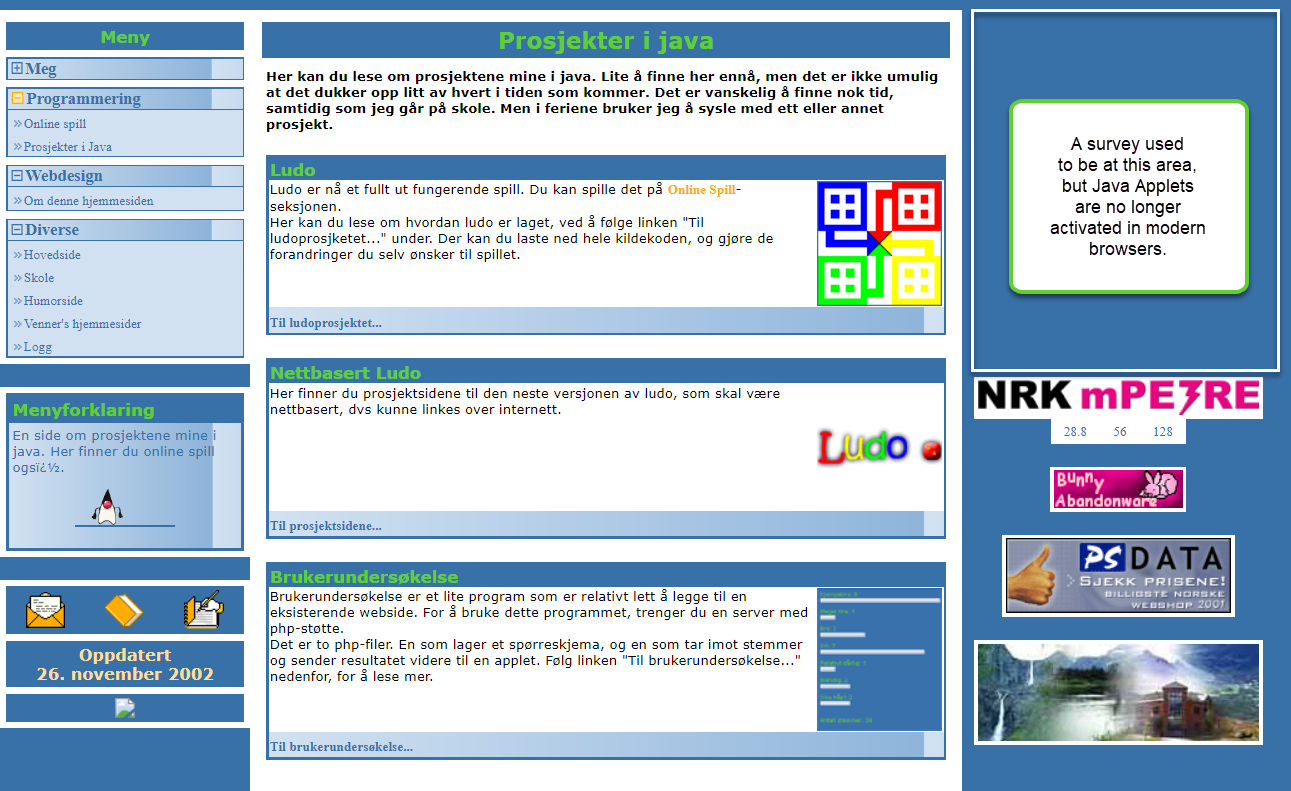 Meny
Meg
Programmering
Online spill
Prosjekter i Java
Webdesign
Om denne hjemmesiden
Diverse
Hovedside
Skole
Humorside
Venner's hjemmesider
Logg
Menyforklaring
En side om prosjektene mine i
java. Her finner du online spill
ogsï¿½.
Oppdatert
26. november 2002
Prosjekter i java
Her kan du lese om prosjektene mine i java. Lite å finne her ennå, men det er ikke umulig
at det dukker opp litt av hvert i tiden som kommer. Det er vanskelig å finne nok tid,
samtidig som jeg går på skole. Men i feriene bruker jeg å sysle med ett eller annet
prosjekt.
Ludo
Ludo er nå et fullt ut fungerende spill. Du kan spille det på Online Spill-
seksjonen.
Her kan du lese om hvordan ludo er laget, ved å følge linken "Til
ludoprosjketet..." under. Der kan du laste ned hele kildekoden, og gjøre de
forandringer du selv ønsker til spillet.
Til ludoprosjektet...
Nettbasert Ludo
Her finner du prosjektsidene til den neste versjonen av ludo, som skal være
nettbasert, dvs kunne linkes over internett.
Ludo
Til prosjektsidene...
Brukerundersøkelse
Brukerundersøkelse er et lite program som er relativt lett å legge til en
eksisterende webside. For å bruke dette programmet, trenger du en server med
php-støtte.
Det er to php-filer. En som lager et spørreskjema, og en som tar imot stemmer
og sender resultatet videre til en applet. Følg linken "Til brukerundersøkelse..."
nedenfor, for å lese mer.
Til brukerundersøkelse...
A survey used
to be at this area,
but Java Applets
are no longer
activated in modern
browsers.
NRK mPETRE
28.8 56 128
Bunny
Abandonware
PS DATA
SJEKK PRISENE!
BILLIGSTE NORSKE
WEBSHOP 2001